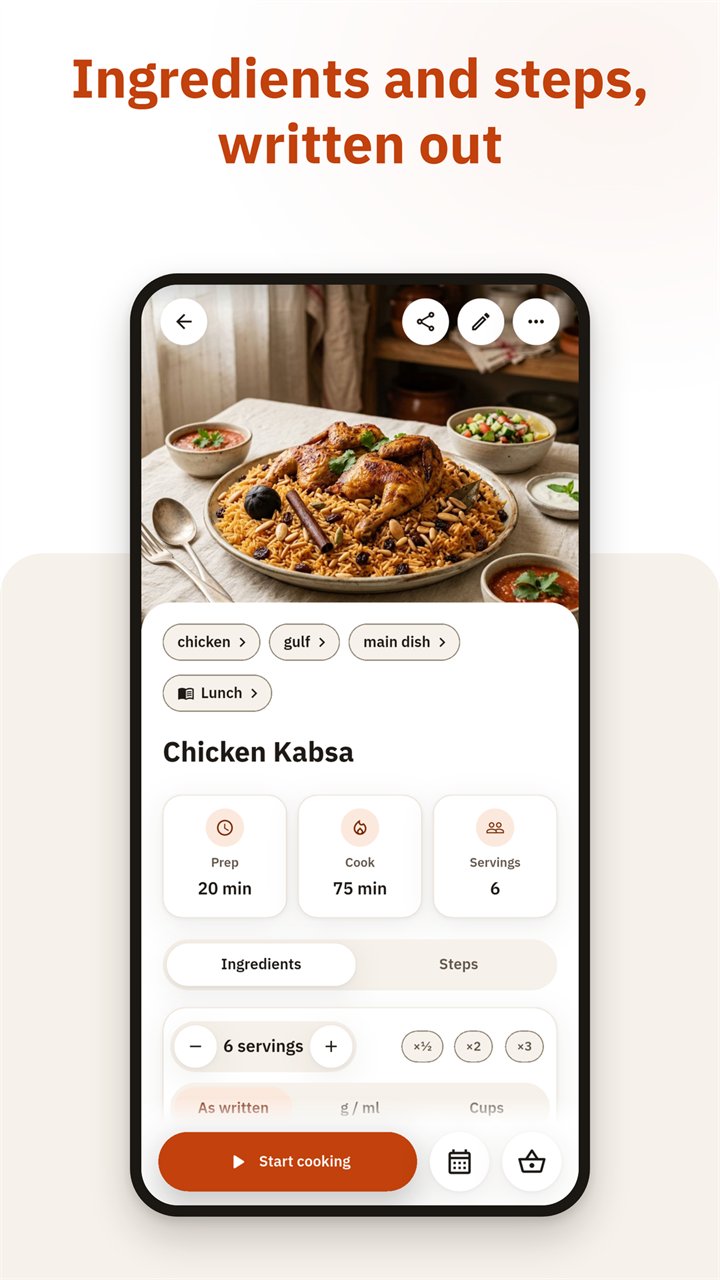 Ingredients and steps,
written out
chicken
gulf
main dish
Lunch
Chicken Kabsa
Prep
Cook
Servings
20 min
75 min
6
Ingredients
Steps
6 servings
×½
×2
×3
As written
g / ml
Cups
Start cooking